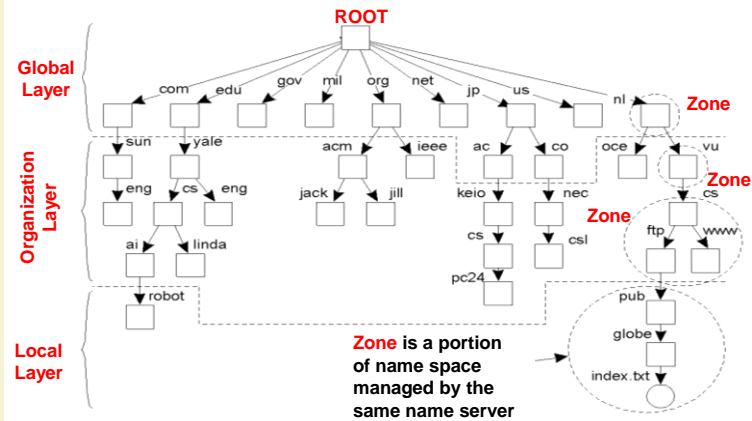 ROOT
Global
Layer
com
edu
gov
mil
org
net
jp
us
nl
Zone
sun
yale
acm
ieee
ac
co
oce
vu
Zone
Organization
Layer
eng
cs
eng
jack
jill
keio
nec
cs
Zone
ai
linda
cs
csl
ftp
www
pc24
robot
pub
Local
Layer
globe
index.txt
Zone is a portion
of name space
managed by the
same name server